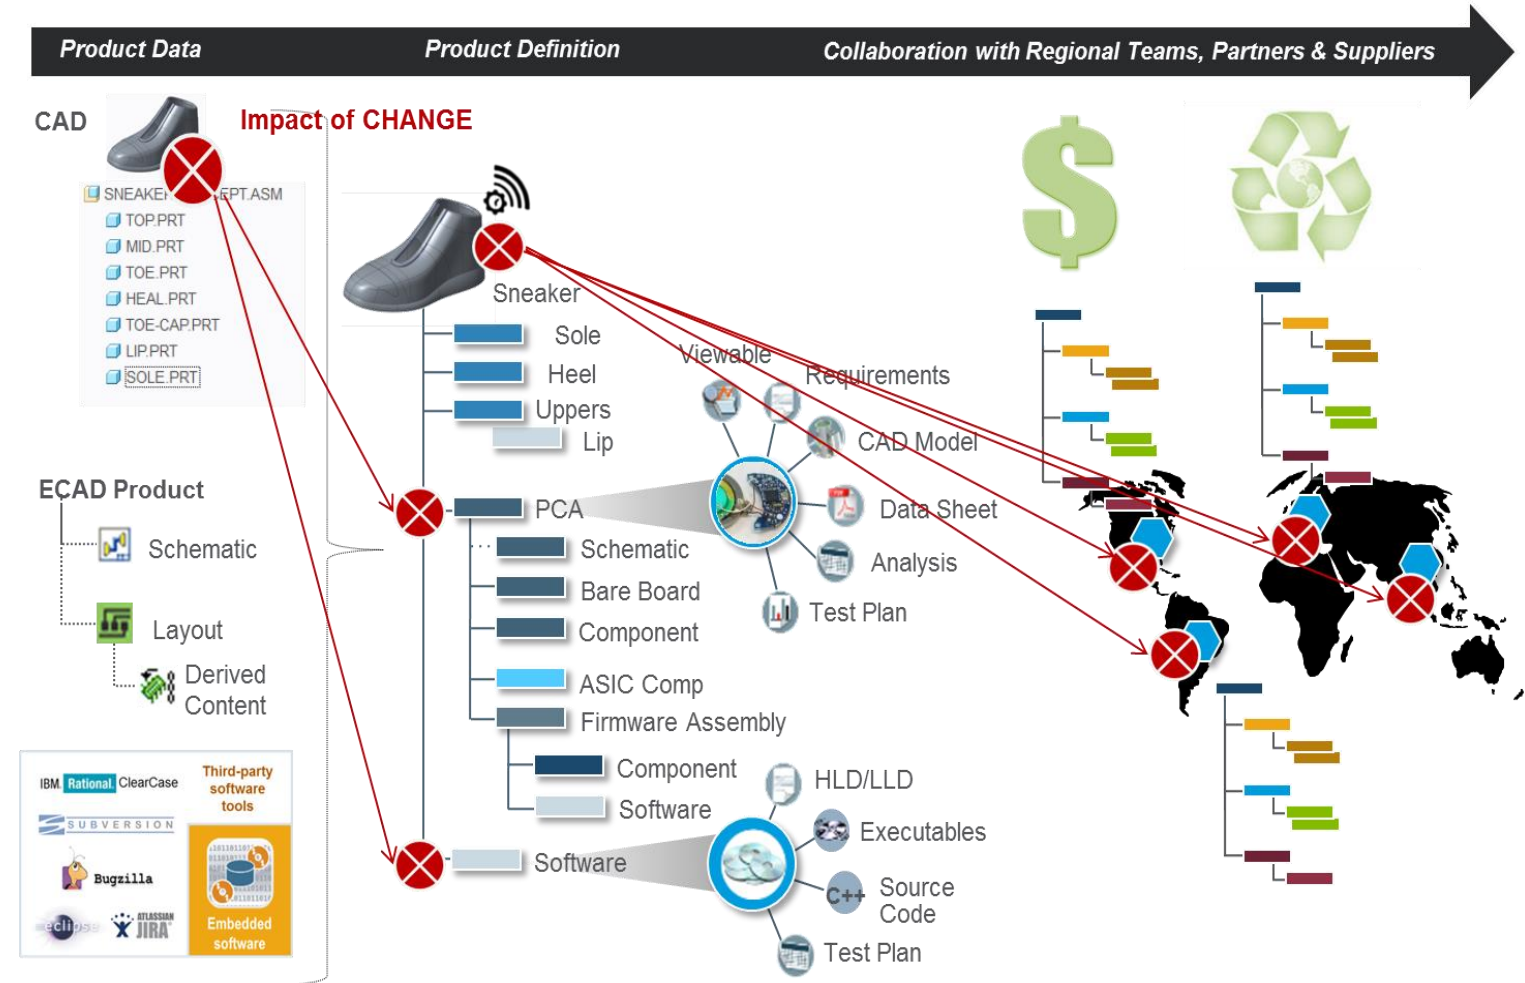 Product Data
Product Definition
Collaboration with Regional Teams, Partners & Suppliers
CAD
Impact of CHANGE
TOP.PRT
MID.PRT
TOE.PRT
HEAL.PRT
TOE-CAP.PRT
LIP.PRT
SOLE.PRT
ECAD Product
Schematic
Layout
Derived
Content
IBM. Rational. ClearCase
SUBVERSION
Bugzilla
eclipse
ATLASSIAN
JIRA
Third-party
software
tools
Embedded
software
Sneaker
Sole
Heel
Uppers
Lip
PCA
Schematic
Bare Board
Component
ASIC Comp
Firmware Assembly
Component
Software
Software
Viewable
Requirements
CAD Model
Data Sheet
Analysis
Test Plan
HLD/LLD
Executables
C++
Source
Code
Test Plan